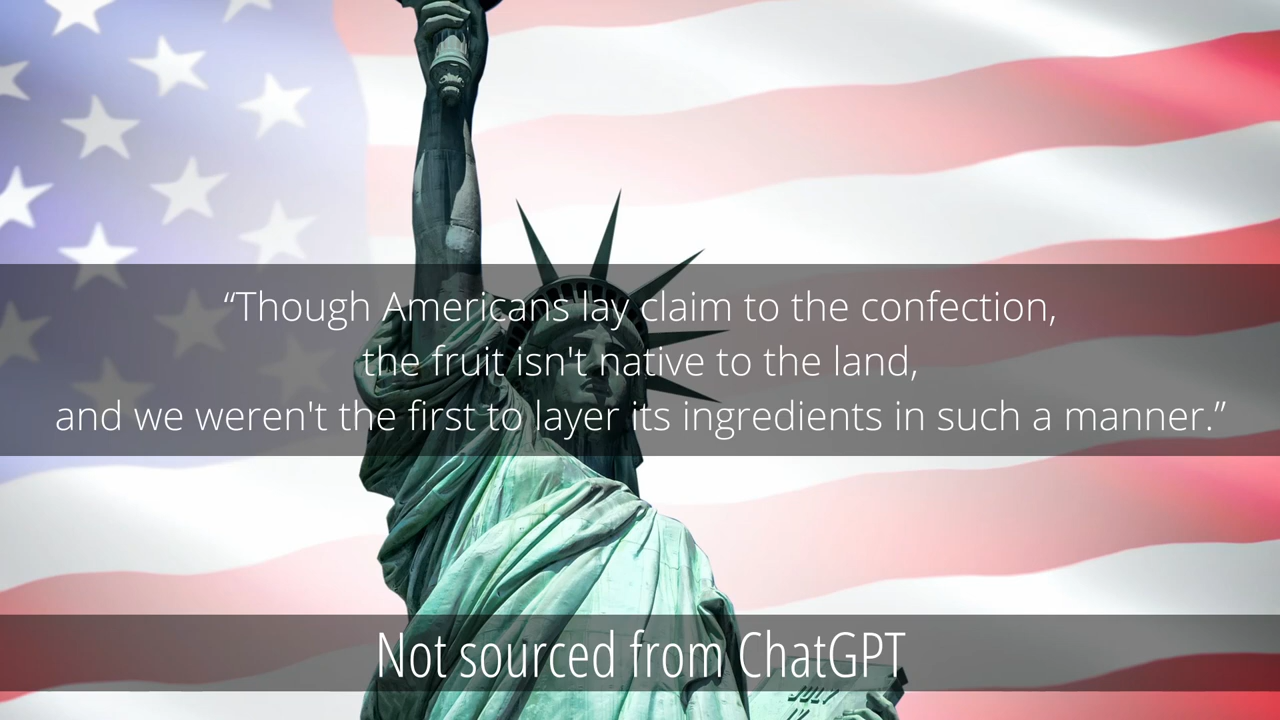 “Though Americans lay claim to the confection,
the fruit isn't native to the land,
and we weren't the first to layer its ingredients in such a manner.”
Not sourced from ChatGPT
JULY